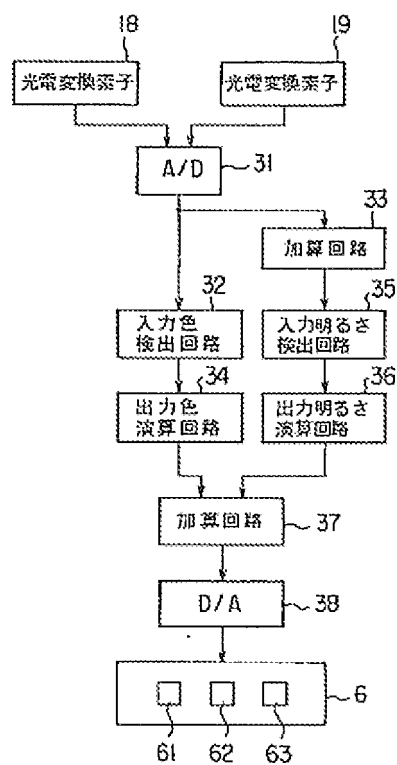 18
19
光電変換素子
光電変換素子
A/D
31
33
加算回路
32
35
入力色
検出回路
入力明るさ
検出回路
34
36
出力色
演算回路
出力明るさ
演算回路
加算回路
37
D/A
38
6
61
62
63